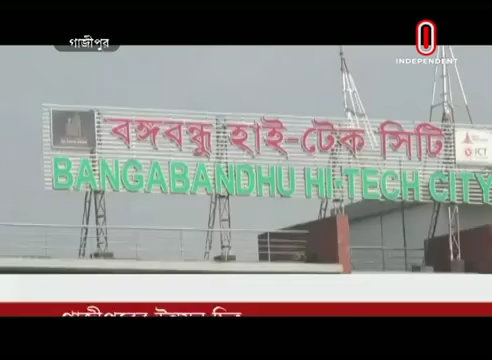 গাজীপুর
INDEPENDENT
বঙ্গবন্ধু হাই-টেক সিটি
BANGABANDHU HI-TECH CITY
ICT